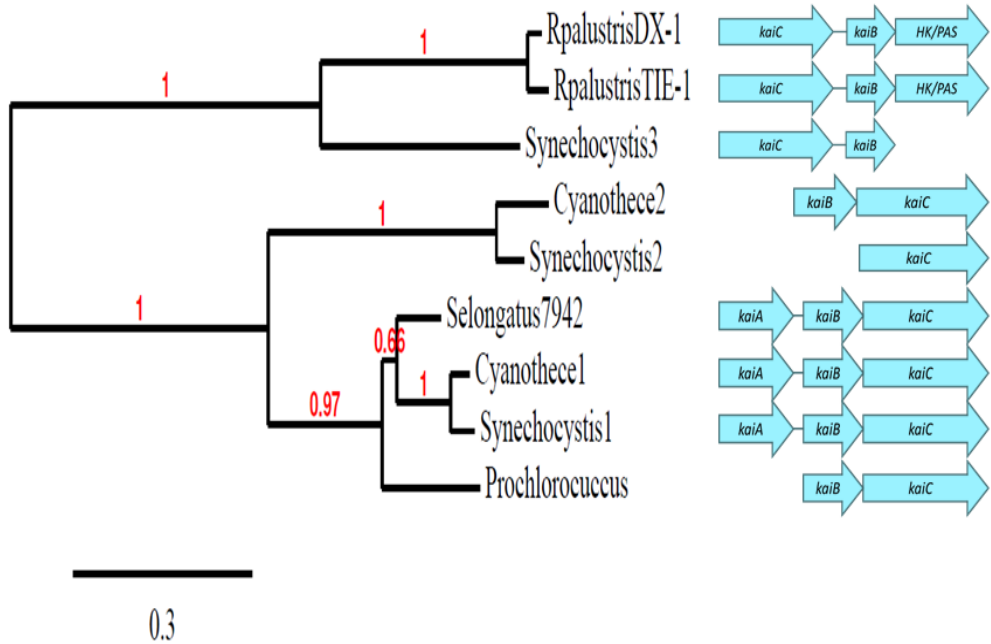 1
1
RpalustrisDX-1 kaiC kaiB HK/PAS
RpalustrisTIE-1 kaiC kaiB HK/PAS
Synechocystis3 kaiC kaiB
1
Cyanothece2 kaiB kaiC
Synechocystis2 kaiC
1
Selongatus7942 kaiA kaiB kaiC
0.66
Cyanothece1 kaiA kaiB kaiC
1
0.97
Synechocystis1 kaiA kaiB kaiC
Prochlorocuccus kaiB kaiC
0.3